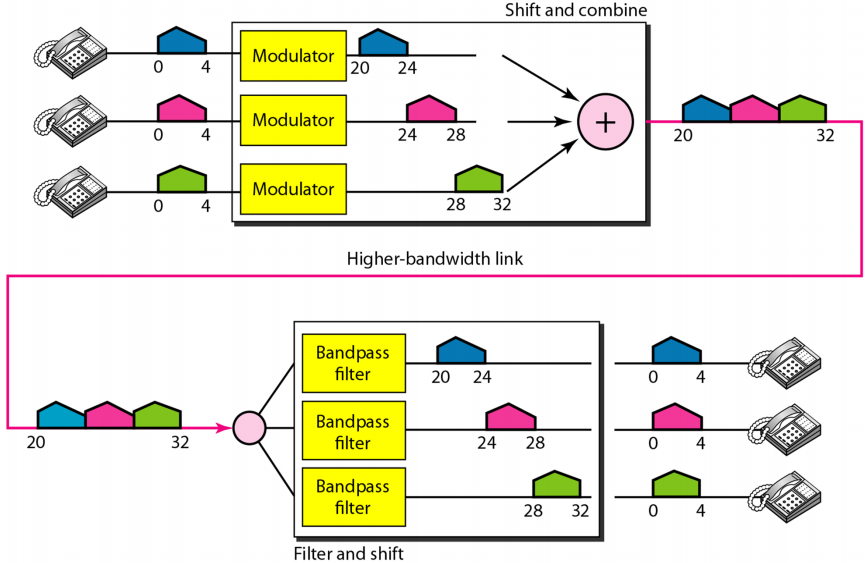 Shift and combine
0 4 Modulator 20 24
0 4 Modulator 24 28 + 20 32
0 4 Modulator 28 32
Higher-bandwidth link
Bandpass
filter
20 24 0 4
20 32
Bandpass
filter
24 28 0 4
Bandpass
filter
28 32 0 4
Filter and shift